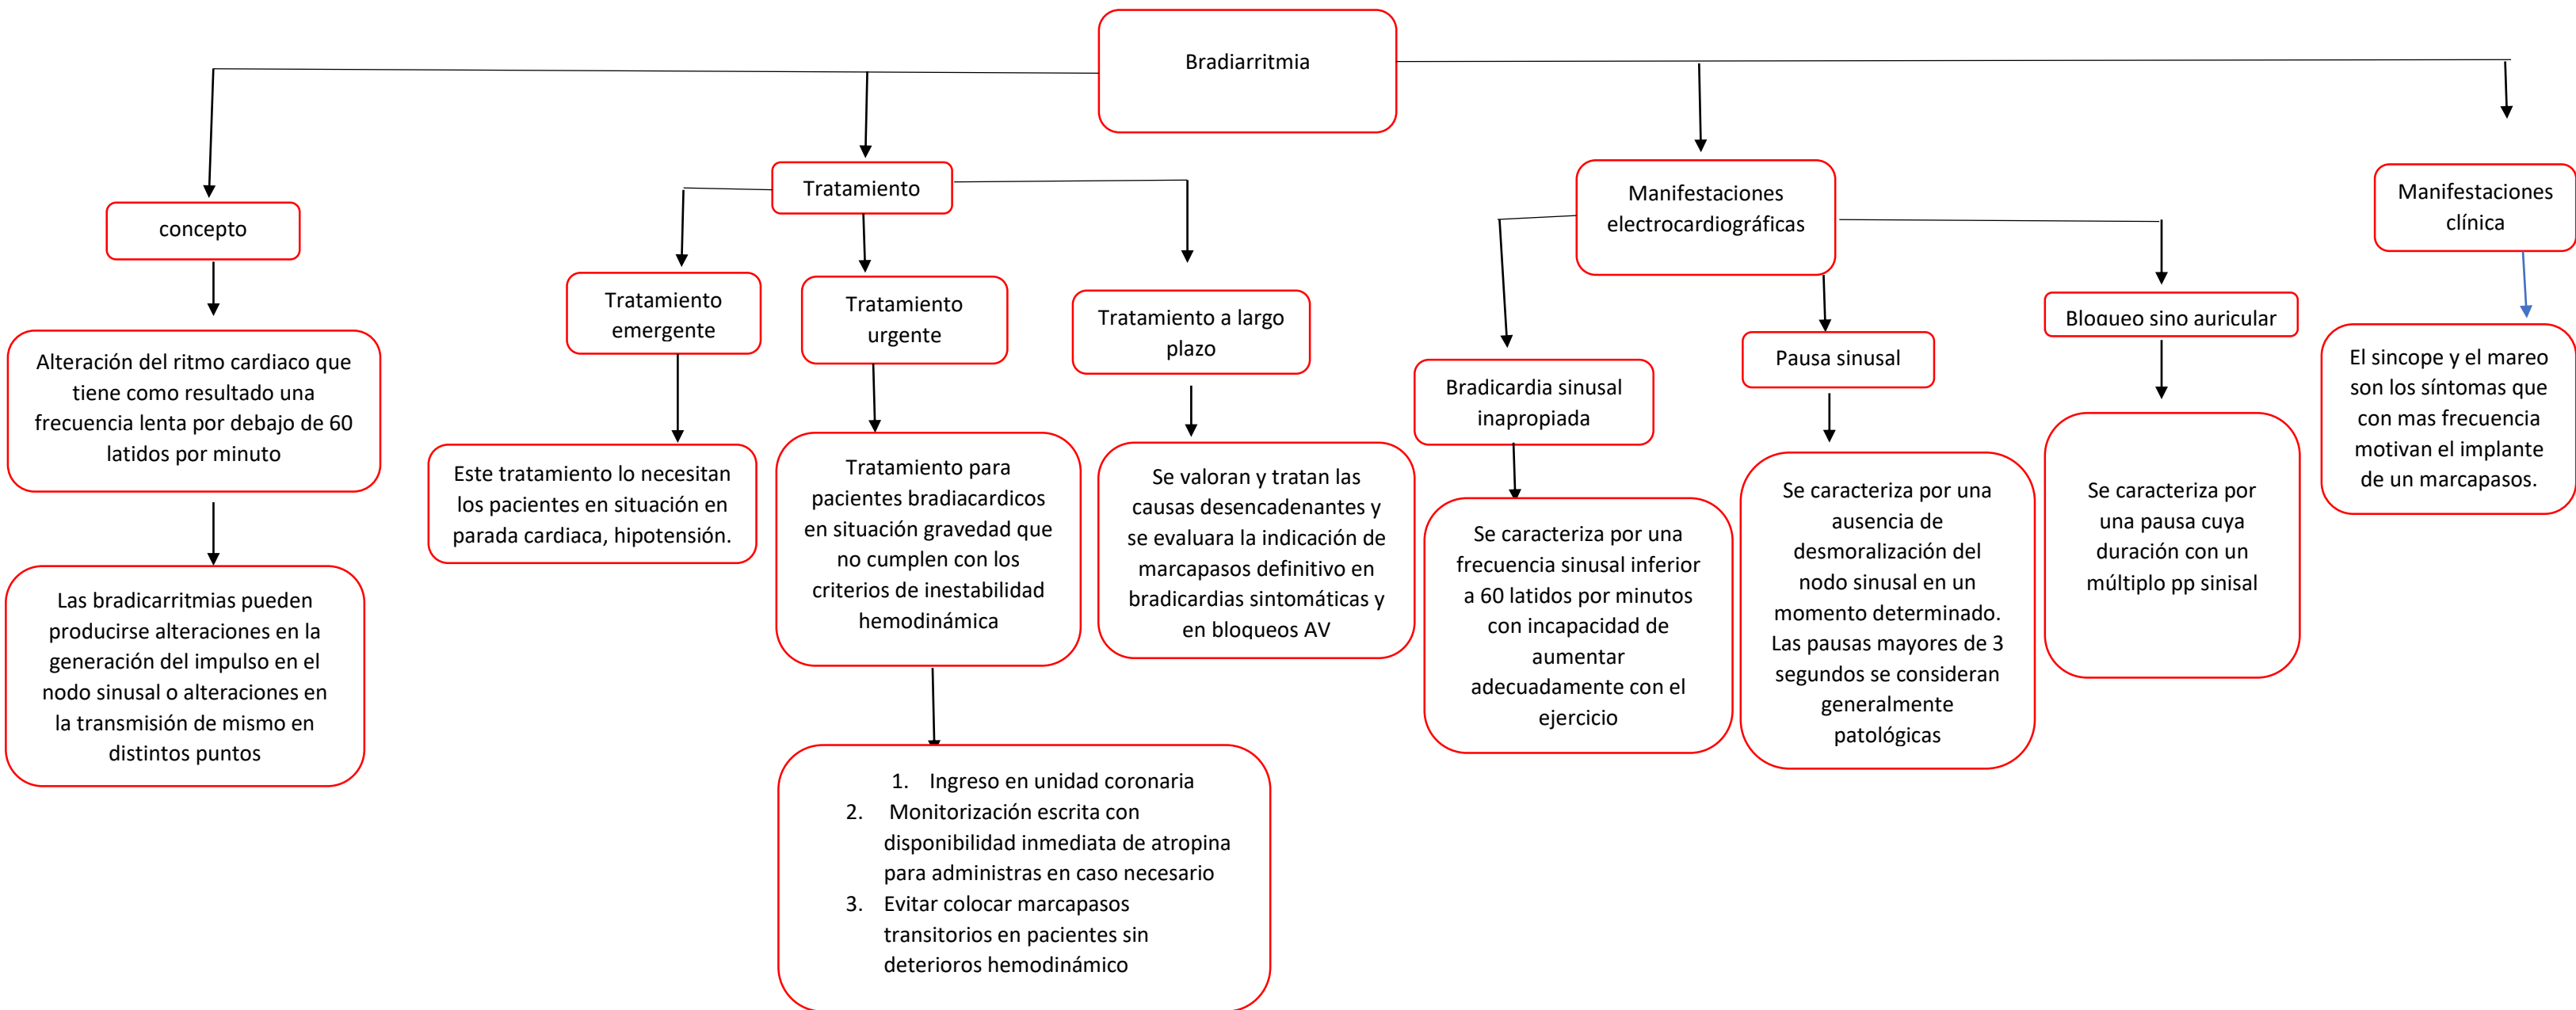 Bradiarritmia
concepto
Alteración del ritmo cardiaco que
tiene como resultado una
frecuencia lenta por debajo de 60
latidos por minuto
Las bradicarritmias pueden
producirse alteraciones en la
generación del impulso en el
nodo sinusal o alteraciones en
la transmisión de mismo en
distintos puntos
Tratamiento
Tratamiento
emergente
Este tratamiento lo necesitan
los pacientes en situación en
parada cardiaca, hipotensión.
Tratamiento
urgente
Tratamiento para
pacientes bradiacardicos
en situación gravedad que
no cumplen con los
criterios de inestabilidad
hemodinámica
1. Ingreso en unidad coronaria
2. Monitorización escrita con
disponibilidad inmediata de atropina
para administras en caso necesario
3. Evitar colocar marcapasos
transitorios en pacientes sin
deterioros hemodinámico
Tratamiento a largo
plazo
Se valoran y tratan las
causas desencadenantes y
se evaluara la indicación de
marcapasos definitivo en
bradicardias sintomáticas y
en bloqueos AV
Manifestaciones
electrocardiográficas
Bradicardia sinusal
inapropiada
Se caracteriza por una
frecuencia sinusal inferior
a 60 latidos por minutos
con incapacidad de
aumentar
adecuadamente con el
ejercicio
Pausa sinusal
Se caracteriza por una
ausencia de
desmoralización del
nodo sinusal en un
momento determinado.
Las pausas mayores de 3
segundos se consideran
generalmente
patológicas
Bloqueo sino auricular
Se caracteriza por
una pausa cuya
duración con un
múltiplo pp sinisal
Manifestaciones
clínica
El sincope y el mareo
son los síntomas que
con mas frecuencia
motivan el implante
de un marcapasos.